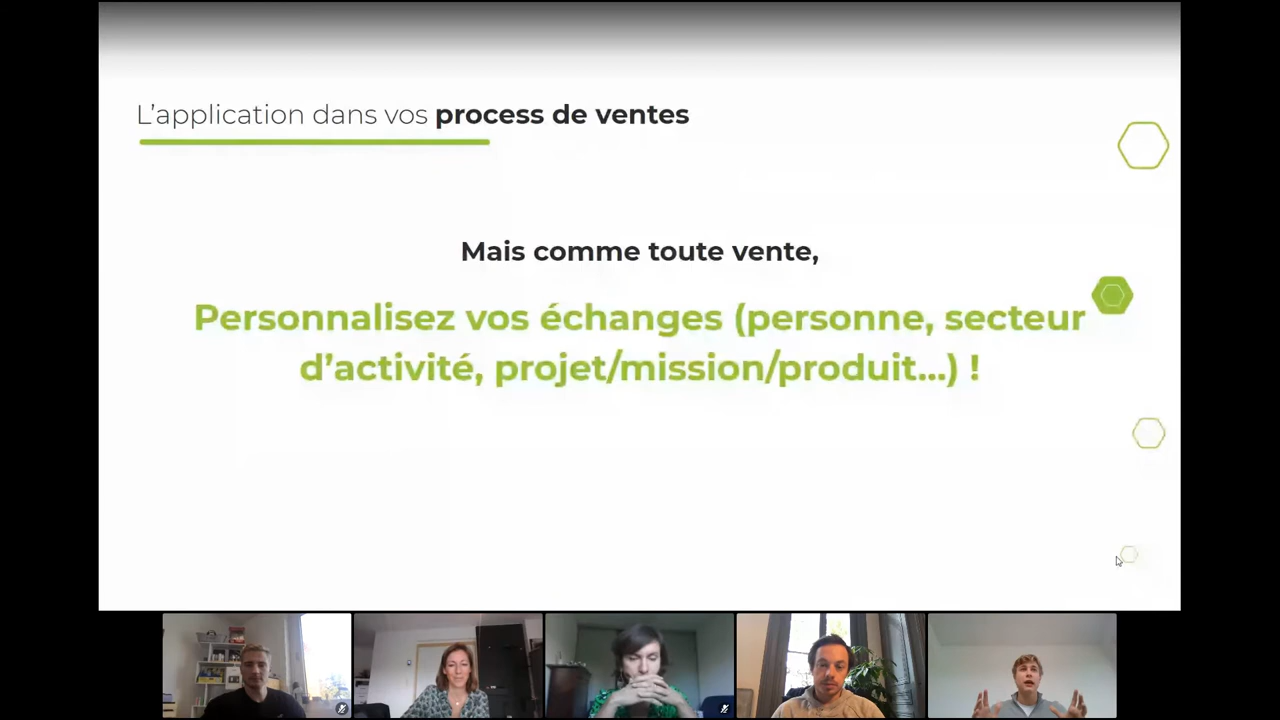 L'application dans vos process de ventes
Mais comme toute vente,
Personnalisez vos échanges (personne, secteur
d'activité, projet/mission/produit...) !